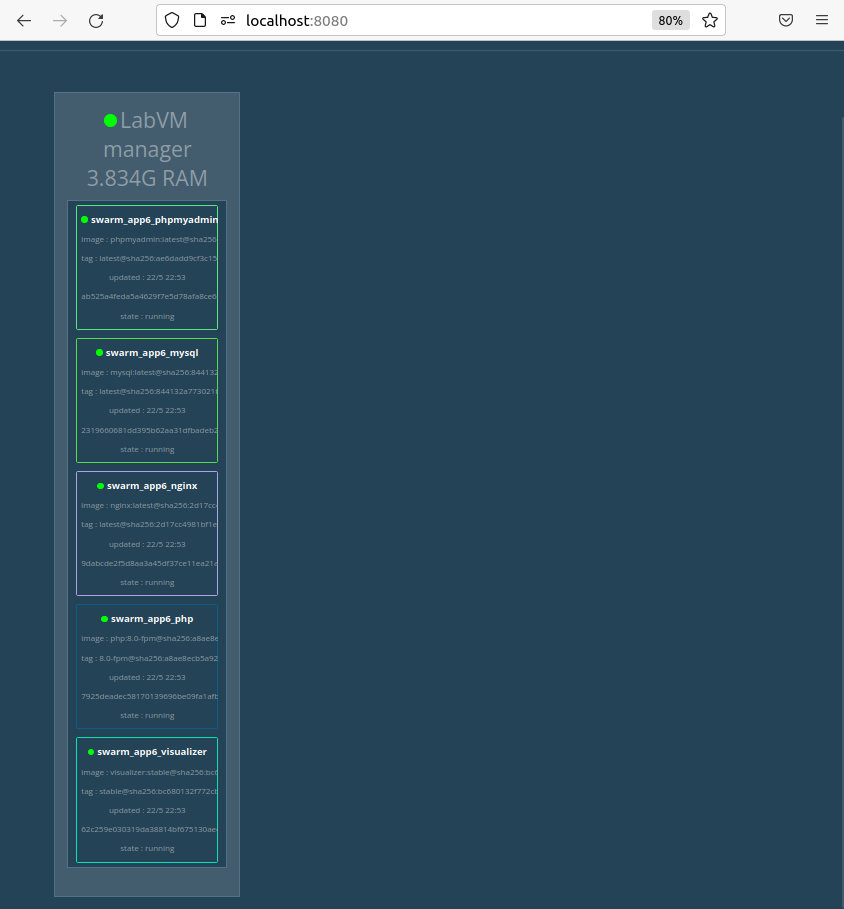 localhost:8080
80%
LabVM
manager
3.834G RAM
swarm_app6_phpmyadmin
image : phpmyadmin:latest@sha256
tag : latest@sha256:ae6dadd9cf3c15
updated : 22/5 22:53
ab525a4feda5a4629f7e5d78afa8ce6
state : running
swarm_app6_mysql
image : mysql:latest@sha256:844132
tag : latest@sha256:844132a773021
updated : 22/5 22:53
2319660681dd395b62aa31dfbadeb2
state : running
swarm_app6_nginx
image : nginx:latest@sha256:2d17cc
tag : latest@sha256:2d17cc4981bf1e
updated : 22/5 22:53
9dabcde2f5d8aa3a45df37ce11ea21a
state : running
swarm_app6_php
image : php:8.0-fpm@sha256:a8ae8e
tag : 8.0-fpm@sha256:a8ae8ecb5a92
updated : 22/5 22:53
7925deadec58170139696be09fa1afb
state : running
swarm_app6_visualizer
image : visualizer:stable@sha256:bc6
tag : stable@sha256:bc680132f772cb
updated : 22/5 22:53
62c259e030319da38814bf675130ae
state : running